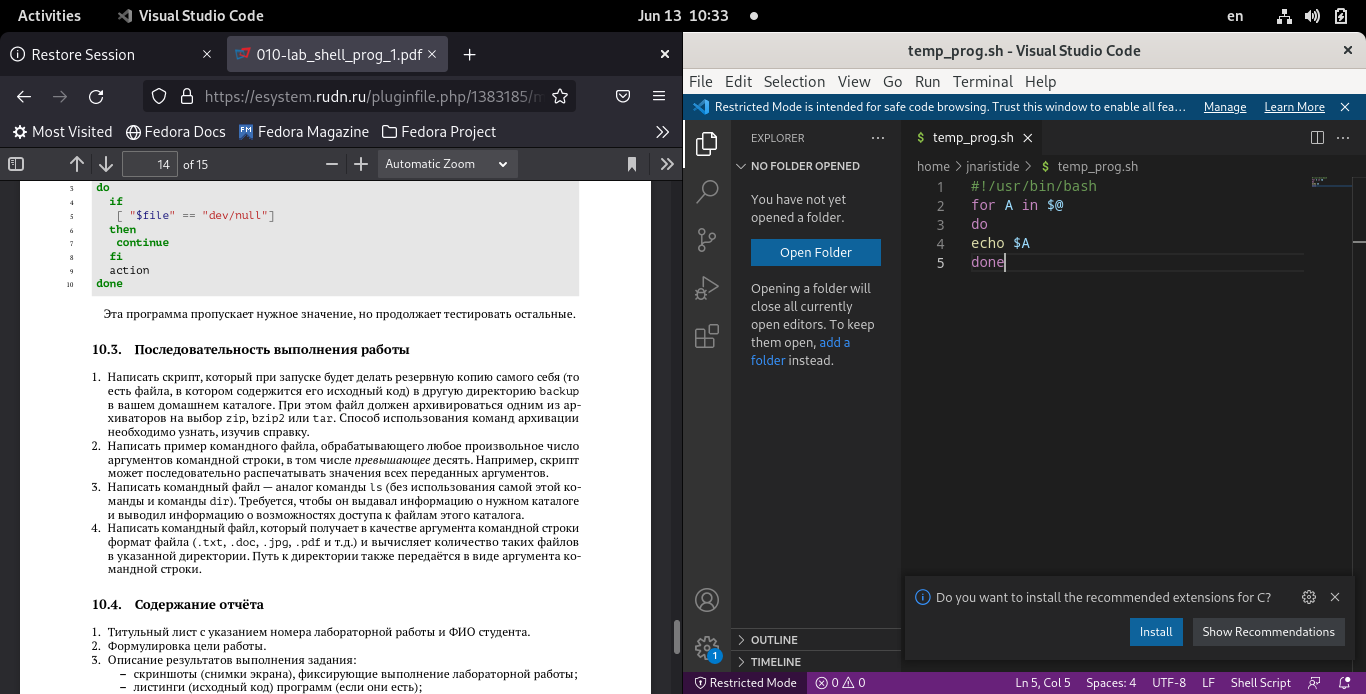 Activities
Visual Studio Code
Jun 13 10:33
en
Restore Session
010-lab_shell_prog_1.pdf
https://esystem.rudn.ru/pluginfile.php/1383185/m
Most Visited
Fedora Docs
Fedora Magazine
Fedora Project
14 of 15
Automatic Zoom
3 do
4 if
5 [ "$file" == "dev/null"]
6 then
7 continue
8 fi
9 action
10 done
Эта программа пропускает нужное значение, но продолжает тестировать остальные.
10.3. Последовательность выполнения работы
1. Написать скрипт, который при запуске будет делать резервную копию самого себя (то
есть файла, в котором содержится его исходный код) в другую директорию backup
в вашем домашнем каталоге. При этом файл должен архивироваться одним из ар-
хиваторов на выбор zip, bzip2 или tar. Способ использования команд архивации
необходимо узнать, изучив справку.
2. Написать пример командного файла, обрабатывающего любое произвольное число
аргументов командной строки, в том числе превышающее десять. Например, скрипт
может последовательно распечатывать значения всех переданных аргументов.
3. Написать командный файл — аналог команды ls (без использования самой этой ко-
манды и команды dir). Требуется, чтобы он выдавал информацию о нужном каталоге
и выводил информацию о возможностях доступа к файлам этого каталога.
4. Написать командный файл, который получает в качестве аргумента командной строки
формат файла (.txt, .doc, .jpg, .pdf и т.д.) и вычисляет количество таких файлов
в указанной директории. Путь к директории также передаётся в виде аргумента ко-
мандной строки.
10.4. Содержание отчёта
1. Титульный лист с указанием номера лабораторной работы и ФИО студента.
2. Формулировка цели работы.
3. Описание результатов выполнения задания:
– скриншоты (снимки экрана), фиксирующие выполнение лабораторной работы;
– листинги (исходный код) программ (если они есть);
temp_prog.sh - Visual Studio Code
File Edit Selection View Go Run Terminal Help
Restricted Mode is intended for safe code browsing. Trust this window to enable all fea... Manage Learn More
EXPLORER
NO FOLDER OPENED
You have not yet
opened a folder.
Open Folder
Opening a folder will
close all currently
open editors. To keep
them open, add a
folder instead.
OUTLINE
TIMELINE
$ temp_prog.sh
home > jnaristide > $ temp_prog.sh
1 #!/usr/bin/bash
2 for A in $@
3 do
4 echo $A
5 done
Do you want to install the recommended extensions for C?
Install
Show Recommendations
1
Restricted Mode
0 0
Ln 5, Col 5
Spaces: 4
UTF-8
LF
Shell Script